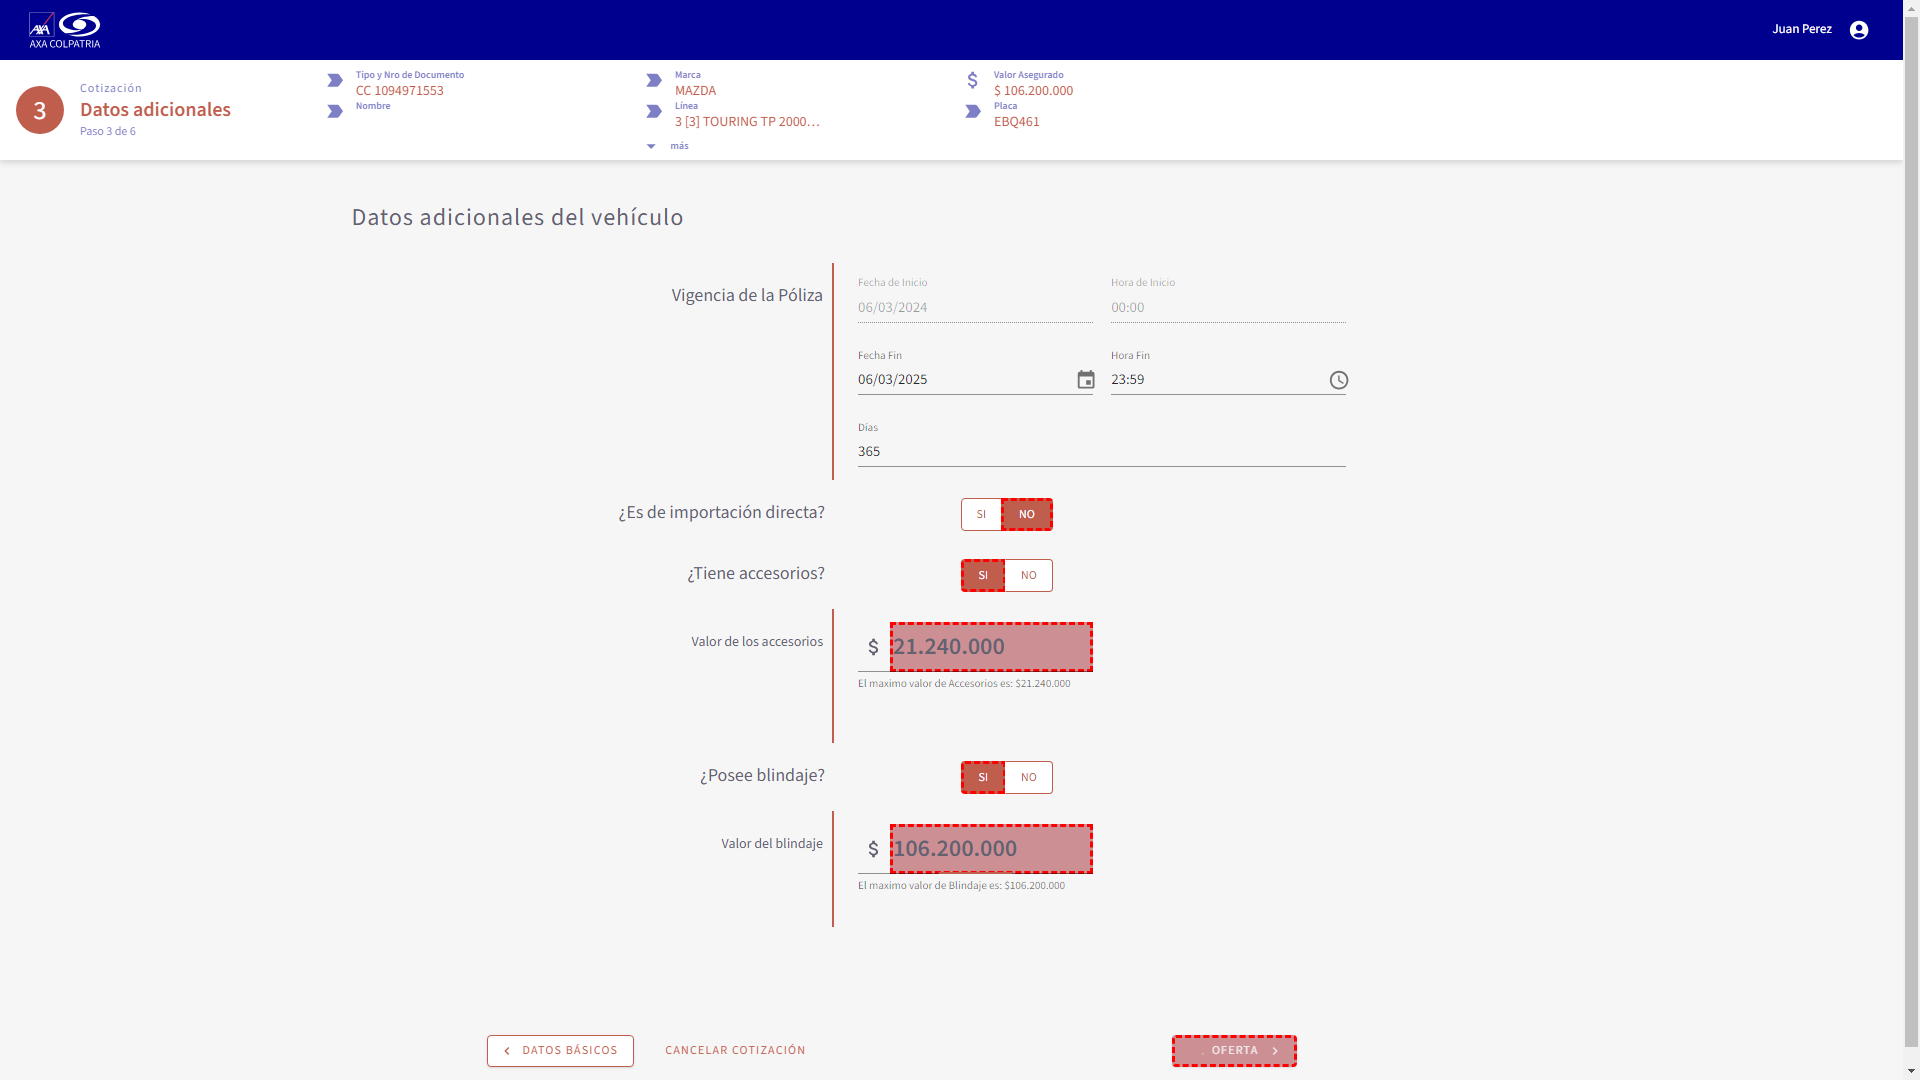 AXA
AXA COLPATRIA
Juan Perez
3
Cotización
Datos adicionales
Paso 3 de 6
Tipo y Nro de Documento
CC 1094971553
Nombre
Marca
MAZDA
Línea
3 [3] TOURING TP 2000...
más
Valor Asegurado
$ 106.200.000
Placa
EBQ461
Datos adicionales del vehículo
Vigencia de la Póliza
Fecha de Inicio
06/03/2024
Hora de Inicio
00:00
Fecha Fin
06/03/2025
Hora Fin
23:59
Días
365
¿Es de importación directa?
SI NO
¿Tiene accesorios?
SI NO
Valor de los accesorios
$ 21.240.000
El maximo valor de Accesorios es: $21.240.000
¿Posee blindaje?
SI NO
Valor del blindaje
$ 106.200.000
El maximo valor de Blindaje es: $106.200.000
DATOS BÁSICOS
CANCELAR COTIZACIÓN
OFERTA